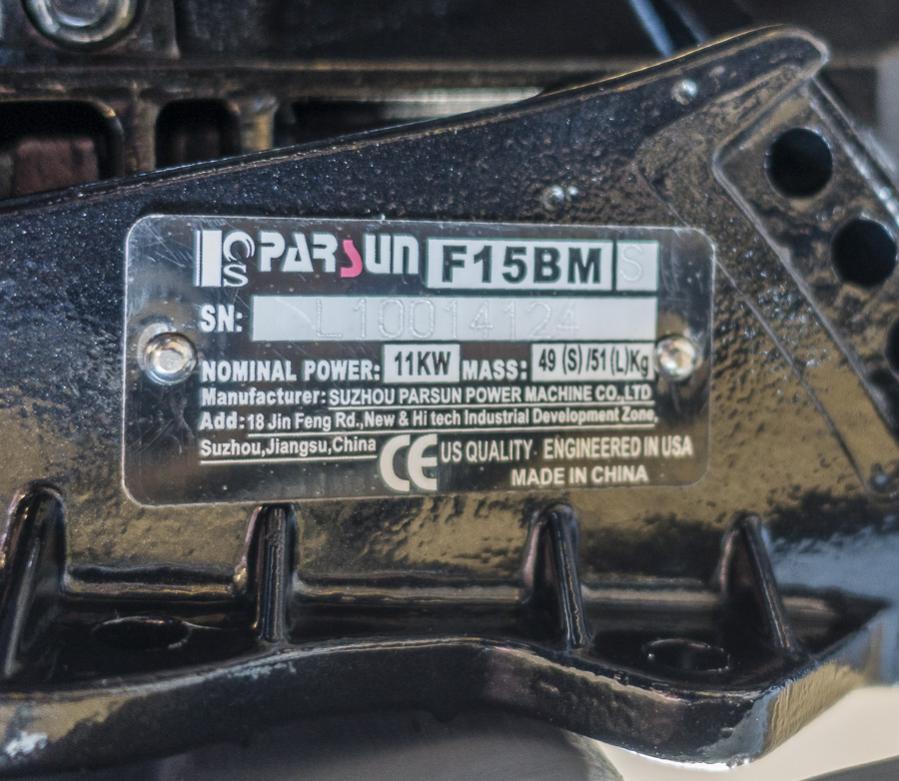 PARSUN F15BM S
SN: L10014124
NOMINAL POWER: 11KW MASS: 49 (S) /51 (L)Kg
Manufacturer: SUZHOU PARSUN POWER MACHINE CO.,LTD
Add: 18 Jin Feng Rd.,New & Hi tech Industrial Development Zone,
Suzhou,Jiangsu,China CE US QUALITY ENGINEERED IN USA
MADE IN CHINA